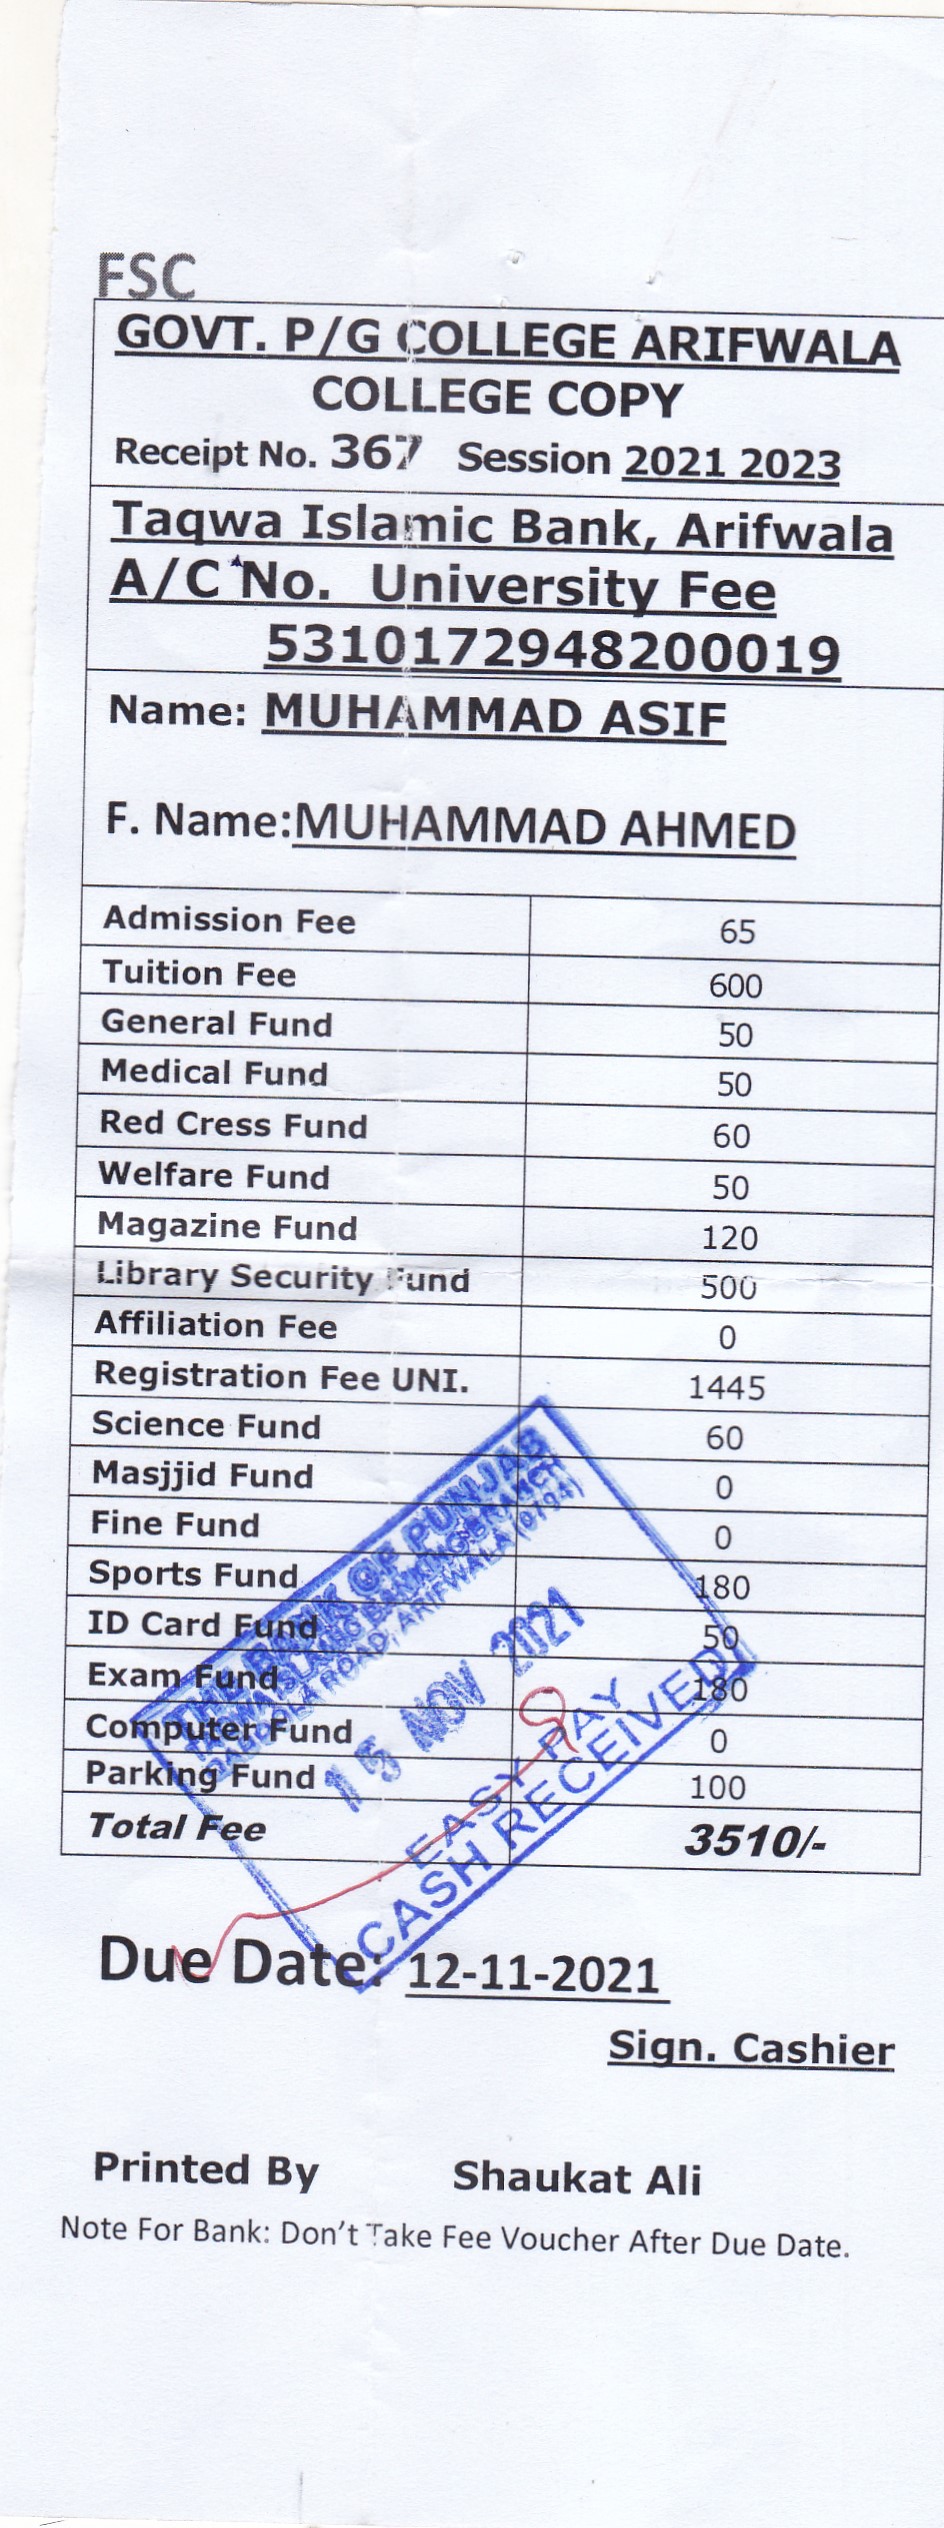 FSC
GOVT. P/G COLLEGE ARIFWALA
COLLEGE COPY
Receipt No. 367 Session 2021 2023
Taqwa Islamic Bank, Arifwala
A/C No. University Fee
5310172948200019
Name: MUHAMMAD ASIF
F. Name:MUHAMMAD AHMED
Admission Fee 65
Tuition Fee 600
General Fund 50
Medical Fund 50
Red Cress Fund 60
Welfare Fund 50
Magazine Fund 120
Library Security Fund 500
Affiliation Fee 0
Registration Fee UNI. 1445
Science Fund 60
Masjjid Fund 0
Fine Fund 0
Sports Fund 180
ID Card Fund 50
Exam Fund 180
Computer Fund 0
Parking Fund 100
Total Fee 3510/-
THE BANK OF PUNJAB
TAQWA ISLAMIC BANKING BRANCH
ROAD, ARIFWALA (0794)
15 NOV 2021
EASY PAY
CASH RECEIVED
Due Date: 12-11-2021
Sign. Cashier
Printed By Shaukat Ali
Note For Bank: Don't Take Fee Voucher After Due Date.